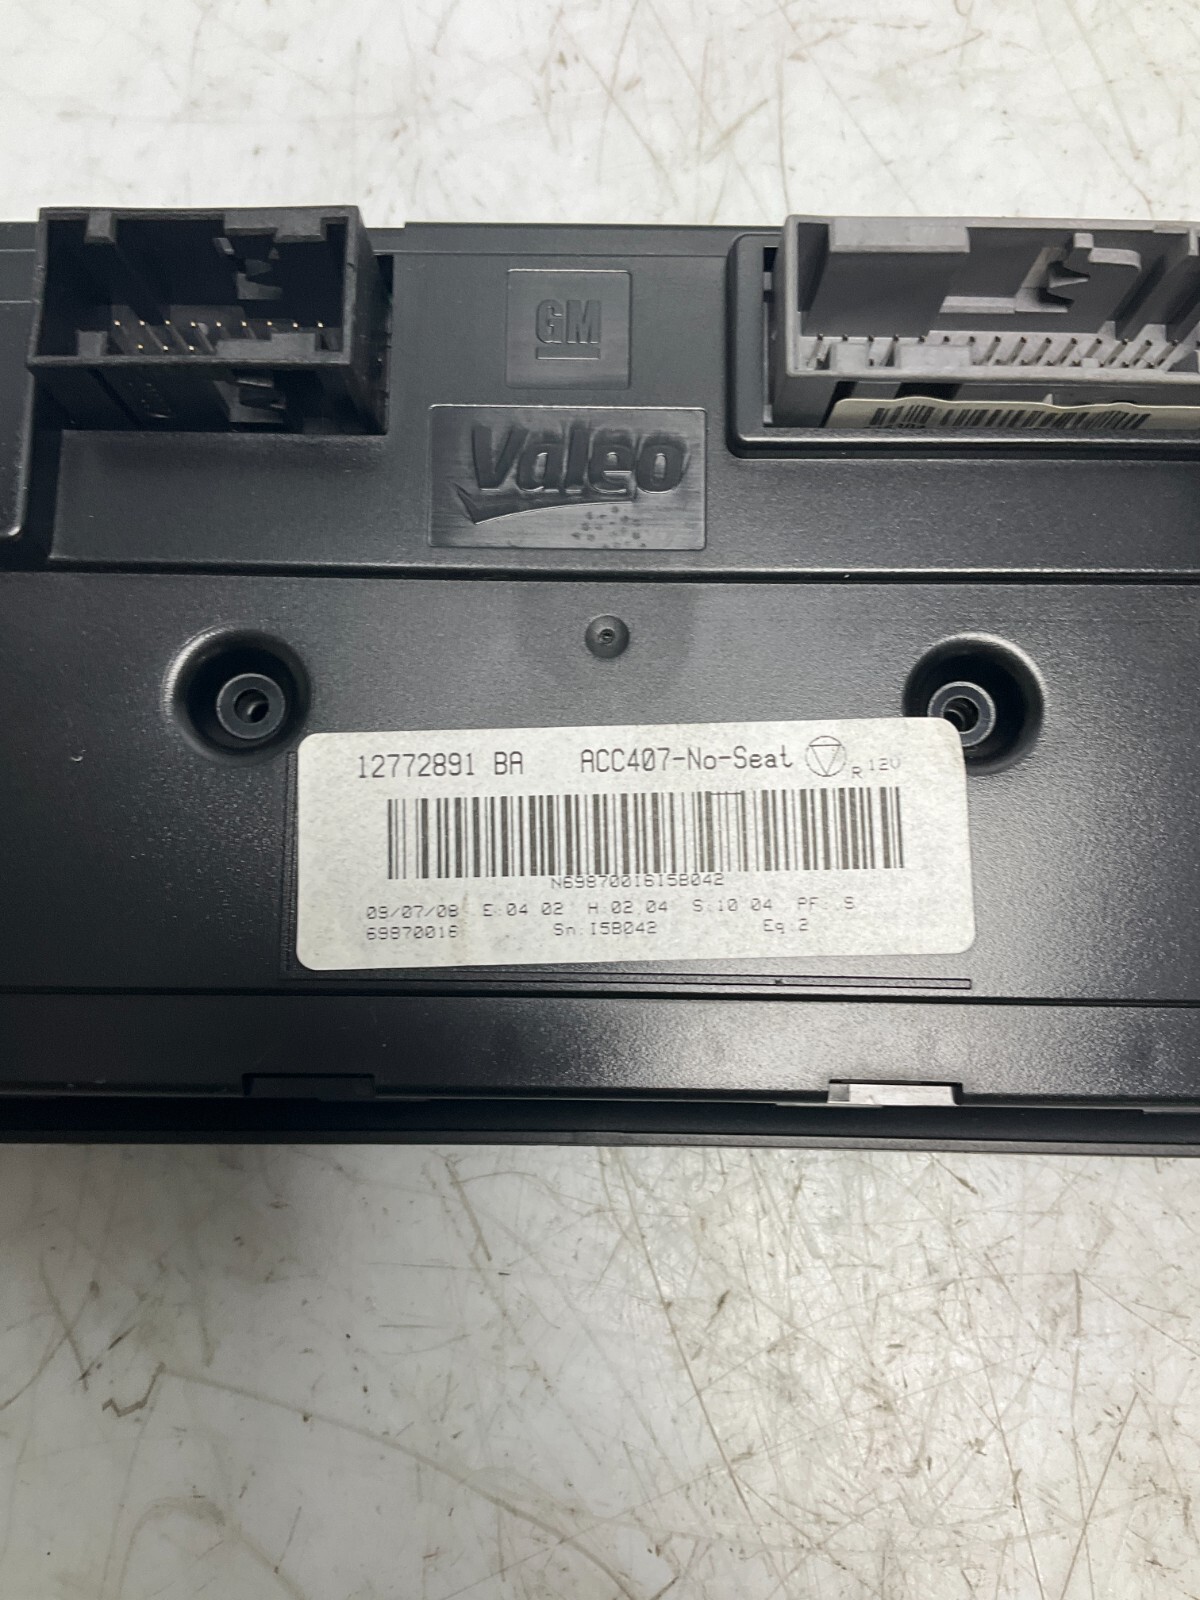 GM
Valeo
12772891 BA ACC407-No-Seat R 120
N69870016I5B042
09/07/08 E:04 02 H:02.04 S:10 04 PF: S
69870016 Sn:I5B042 Eq:2